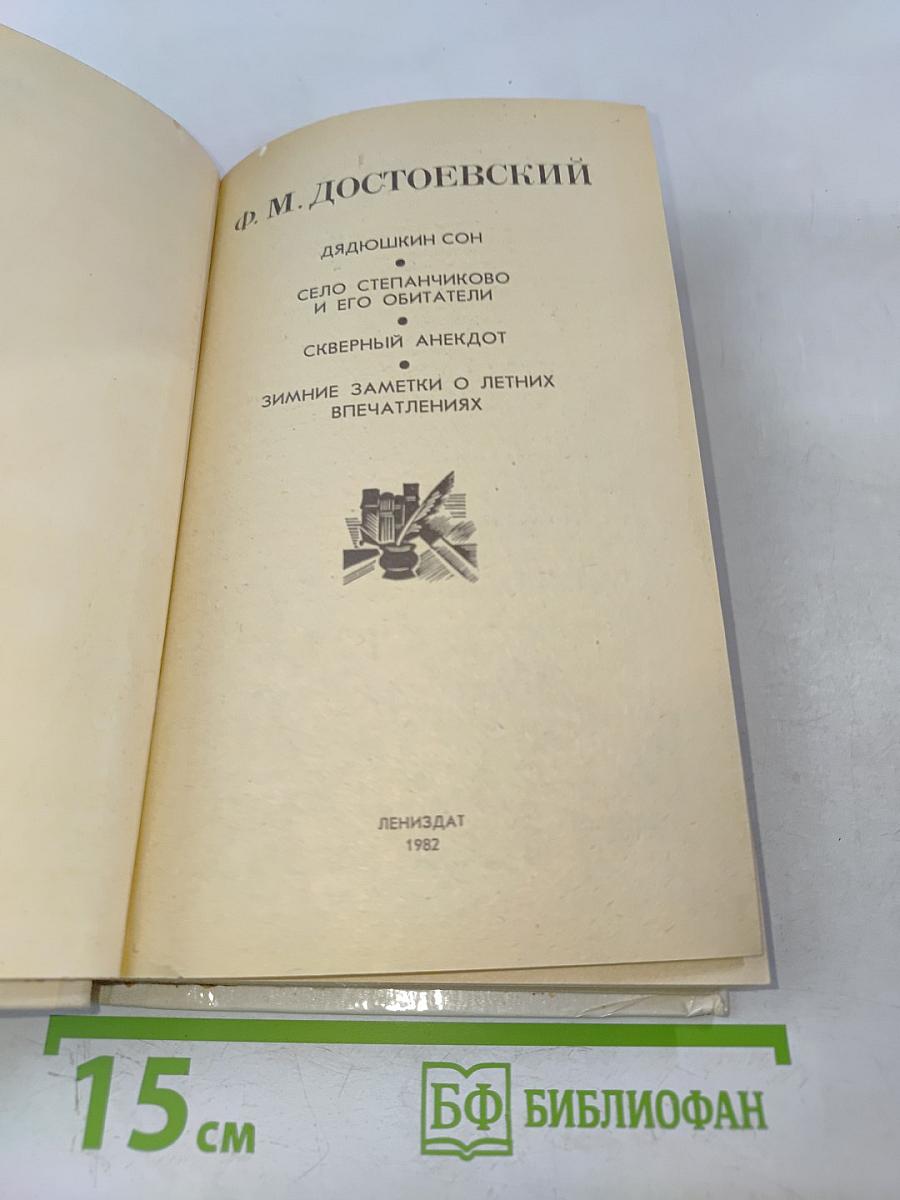 Ф. М. ДОСТОЕВСКИЙ
ДЯДЮШКИН СОН
•
СЕЛО СТЕПАНЧИКОВО
И ЕГО ОБИТАТЕЛИ
•
СКВЕРНЫЙ АНЕКДОТ
•
ЗИМНИЕ ЗАМЕТКИ О ЛЕТНИХ
ВПЕЧАТЛЕНИЯХ
ЛЕНИЗДАТ
1982
15 см
БФ БИБЛИОФАН